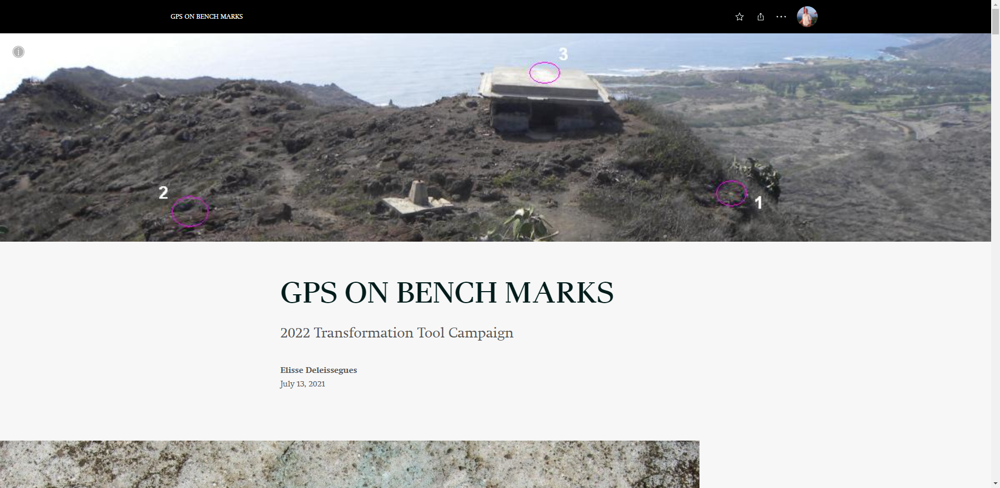 GPS ON BENCH MARKS
3
2
1
GPS ON BENCH MARKS
2022 Transformation Tool Campaign
Elisse Deleissegues
July 13, 2021